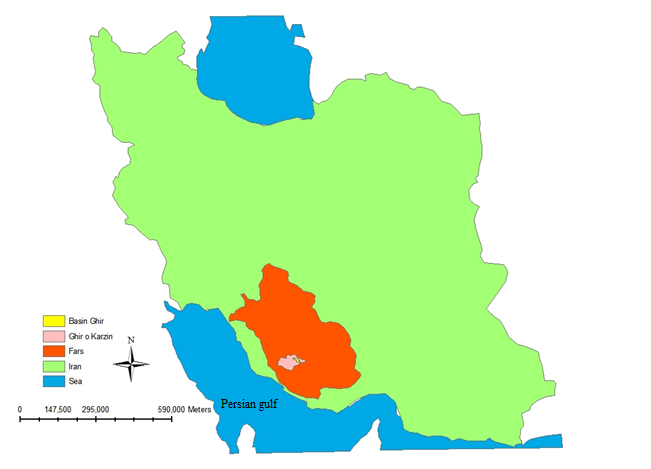 Basin Ghir
Ghir o Karzin
Fars
Iran
Sea
N
Persian gulf
0 147,500 295,000 590,000 Meters